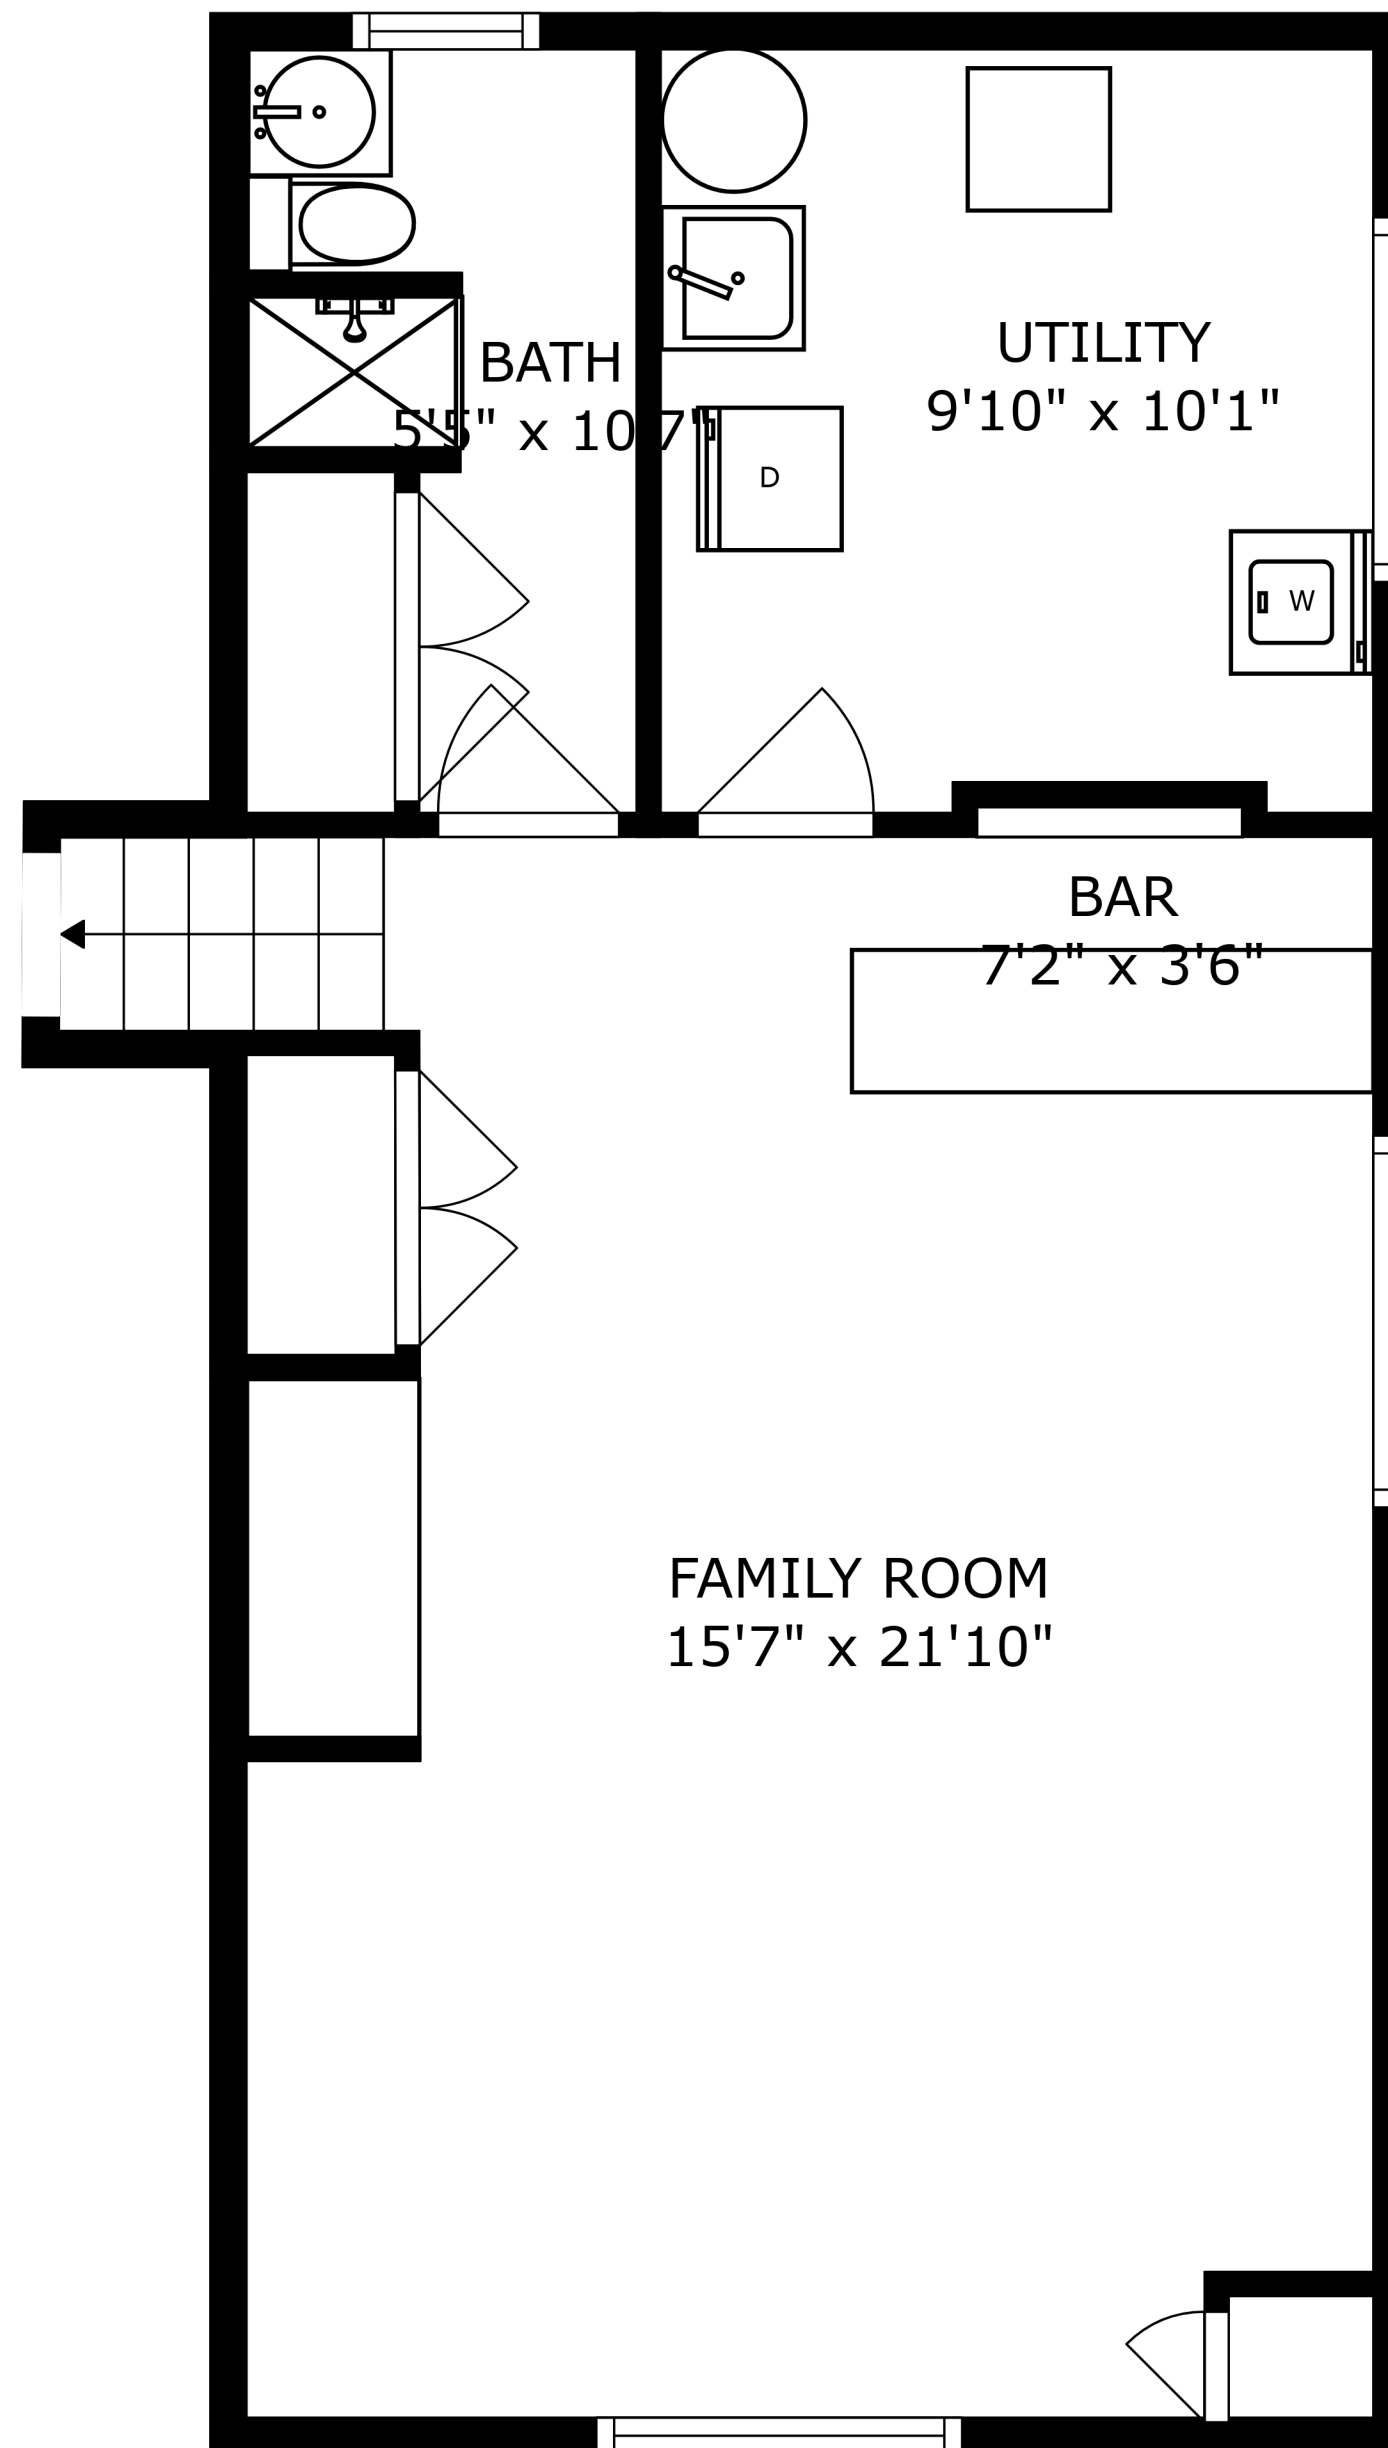 BATH
5'5" x 10'7"
UTILITY
9'10" x 10'1"
D
W
BAR
7'2" x 3'6"
FAMILY ROOM
15'7" x 21'10"